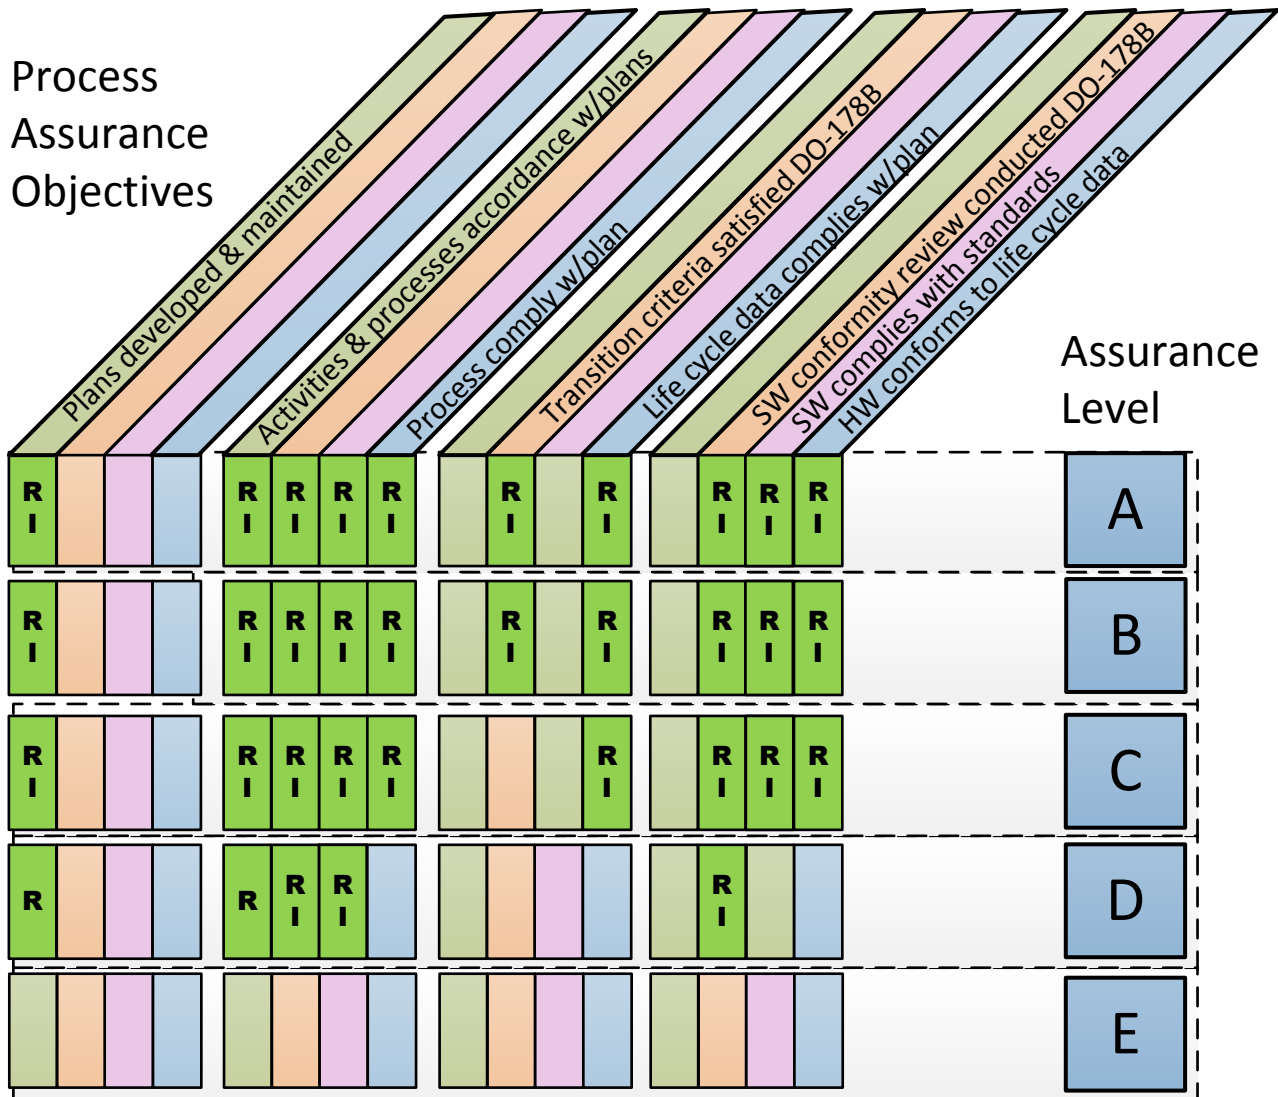 Process
Assurance
Objectives
Plans developed & maintained
Activities & processes accordance w/plans
Process comply w/plan
Transition criteria satisfied DO-178B
Life cycle data complies w/plan
SW conformity review conducted DO-178B
SW complies with standards
HW conforms to life cycle data
Assurance
Level
R R R R R R R R R R
I I I I I I I I I I
A
R R R R R R R R R R
I I I I I I I I I I
B
R R R R R R R R R
I I I I I I I I I
C
R R R R R
I I I
D
E